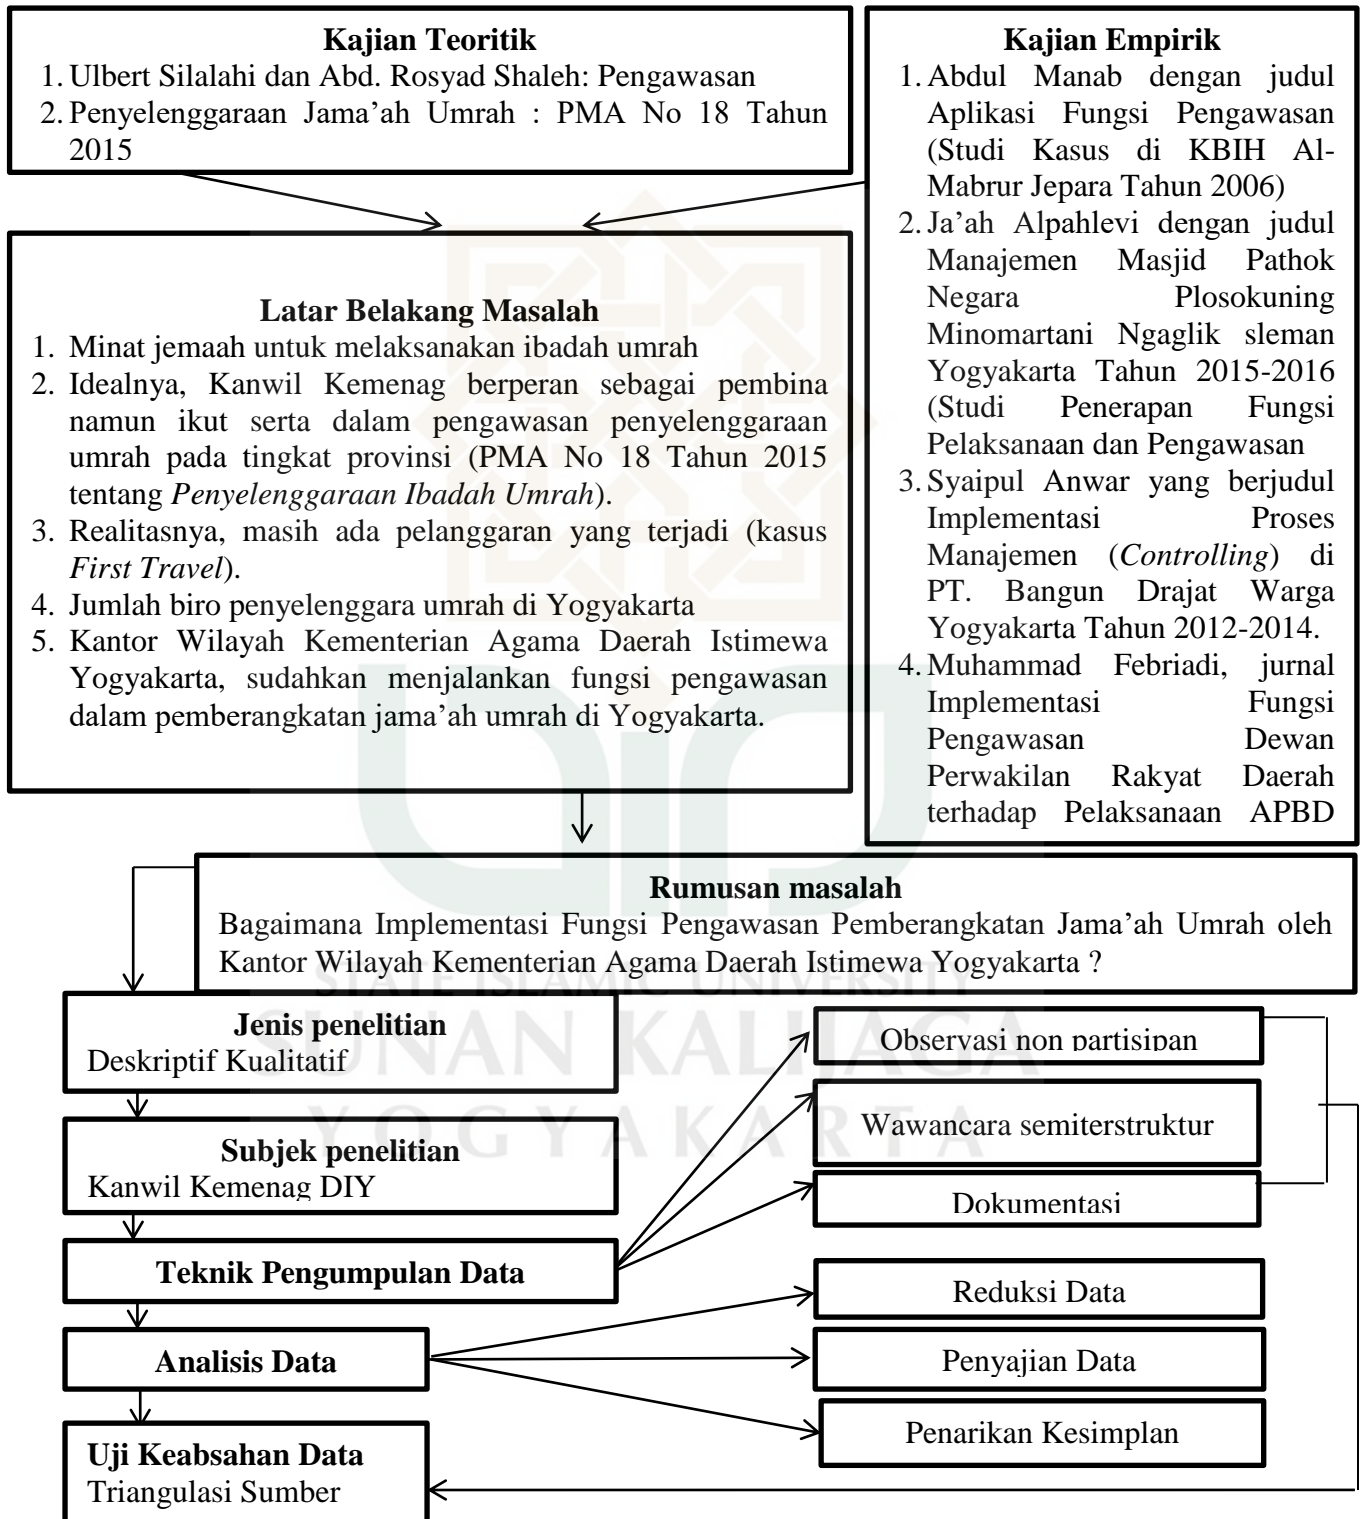 Kajian Teoritik
1. Ulbert Silalahi dan Abd. Rosyad Shaleh: Pengawasan
2. Penyelenggaraan Jama’ah Umrah : PMA No 18 Tahun
2015
Kajian Empirik
1. Abdul Manab dengan judul
Aplikasi Fungsi Pengawasan
(Studi Kasus di KBIH Al-
Mabrur Jepara Tahun 2006)
2. Ja’ah Alpahlevi dengan judul
Manajemen Masjid Pathok
Negara Plosokuning
Minomartani Ngaglik sleman
Yogyakarta Tahun 2015-2016
(Studi Penerapan Fungsi
Pelaksanaan dan Pengawasan
3. Syaipul Anwar yang berjudul
Implementasi Proses
Manajemen (Controlling) di
PT. Bangun Drajat Warga
Yogyakarta Tahun 2012-2014.
4. Muhammad Febriadi, jurnal
Implementasi Fungsi
Pengawasan Dewan
Perwakilan Rakyat Daerah
terhadap Pelaksanaan APBD
Latar Belakang Masalah
1. Minat jemaah untuk melaksanakan ibadah umrah
2. Idealnya, Kanwil Kemenag berperan sebagai pembina
namun ikut serta dalam pengawasan penyelenggaraan
umrah pada tingkat provinsi (PMA No 18 Tahun 2015
tentang Penyelenggaraan Ibadah Umrah).
3. Realitasnya, masih ada pelanggaran yang terjadi (kasus
First Travel).
4. Jumlah biro penyelenggara umrah di Yogyakarta
5. Kantor Wilayah Kementerian Agama Daerah Istimewa
Yogyakarta, sudahkan menjalankan fungsi pengawasan
dalam pemberangkatan jama’ah umrah di Yogyakarta.
Rumusan masalah
Bagaimana Implementasi Fungsi Pengawasan Pemberangkatan Jama’ah Umrah oleh
Kantor Wilayah Kementerian Agama Daerah Istimewa Yogyakarta ?
STATE ISLAMIC UNIVERSITY
SUNAN KALIJAGA
YOGYAKARTA
Jenis penelitian
Deskriptif Kualitatif
Subjek penelitian
Kanwil Kemenag DIY
Teknik Pengumpulan Data
Observasi non partisipan
Wawancara semiterstruktur
Dokumentasi
Analisis Data
Reduksi Data
Penyajian Data
Penarikan Kesimplan
Uji Keabsahan Data
Triangulasi Sumber